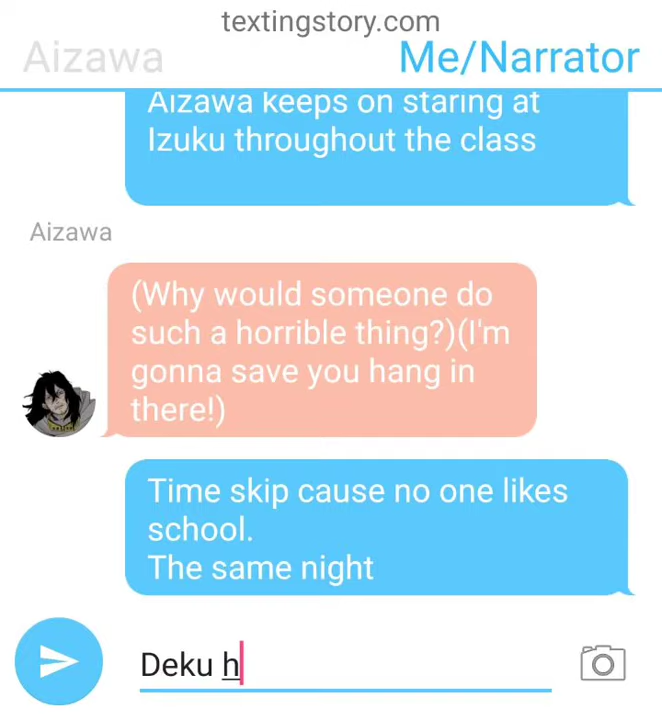 textingstory.com
Aizawa
Me/Narrator
Aizawa keeps on staring at
Izuku throughout the class
Aizawa
(Why would someone do
such a horrible thing?)(I'm
gonna save you hang in
there!)
Time skip cause no one likes
school.
The same night
Deku h